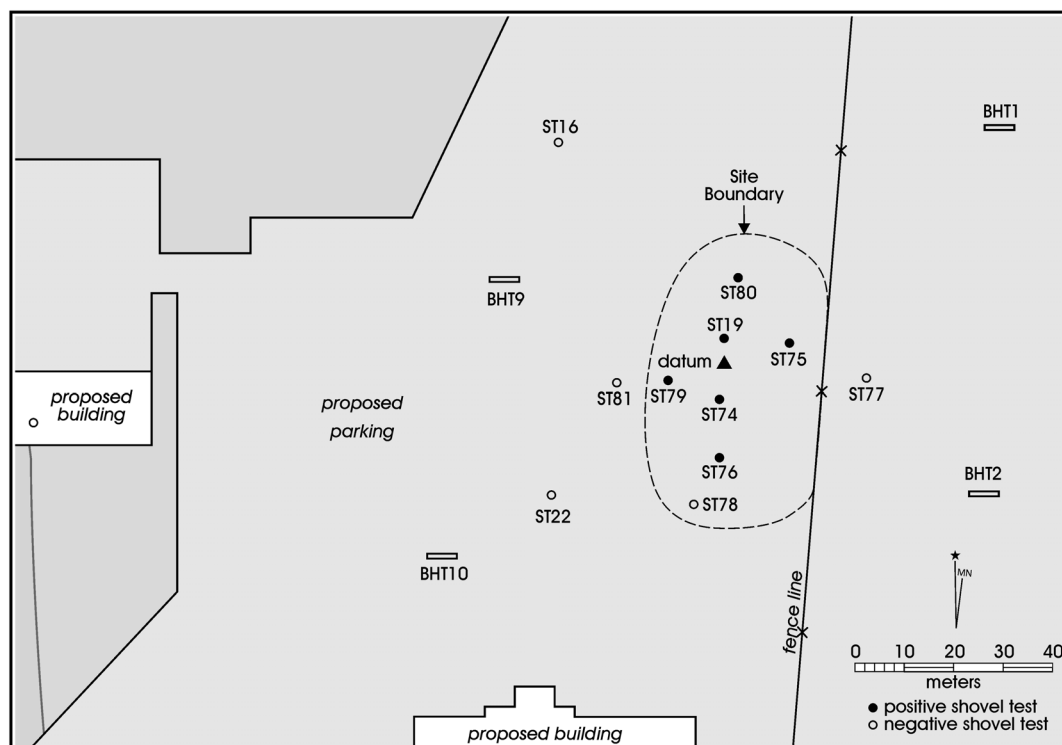 BHT1
ST16
Site
Boundary
ST80
BHT9
ST19
ST75
datum
proposed
building
proposed
parking
ST81
ST79
ST77
ST74
ST76
BHT2
ST78
ST22
BHT10
MN
fence line
0 10 20 30 40
meters
positive shovel test
negative shovel test
proposed building